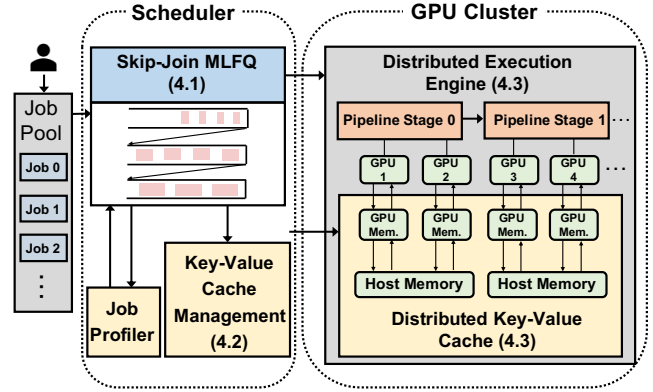 Scheduler
GPU Cluster
Job
Pool
Job 0
Job 1
Job 2
Skip-Join MLFQ
(4.1)
Job
Profiler
Key-Value
Cache
Management
(4.2)
Distributed Execution
Engine (4.3)
Pipeline Stage 0
Pipeline Stage 1
GPU
1
GPU
2
GPU
3
GPU
4
GPU
Mem.
GPU
Mem.
GPU
Mem.
GPU
Mem.
Host Memory
Host Memory
Distributed Key-Value
Cache (4.3)